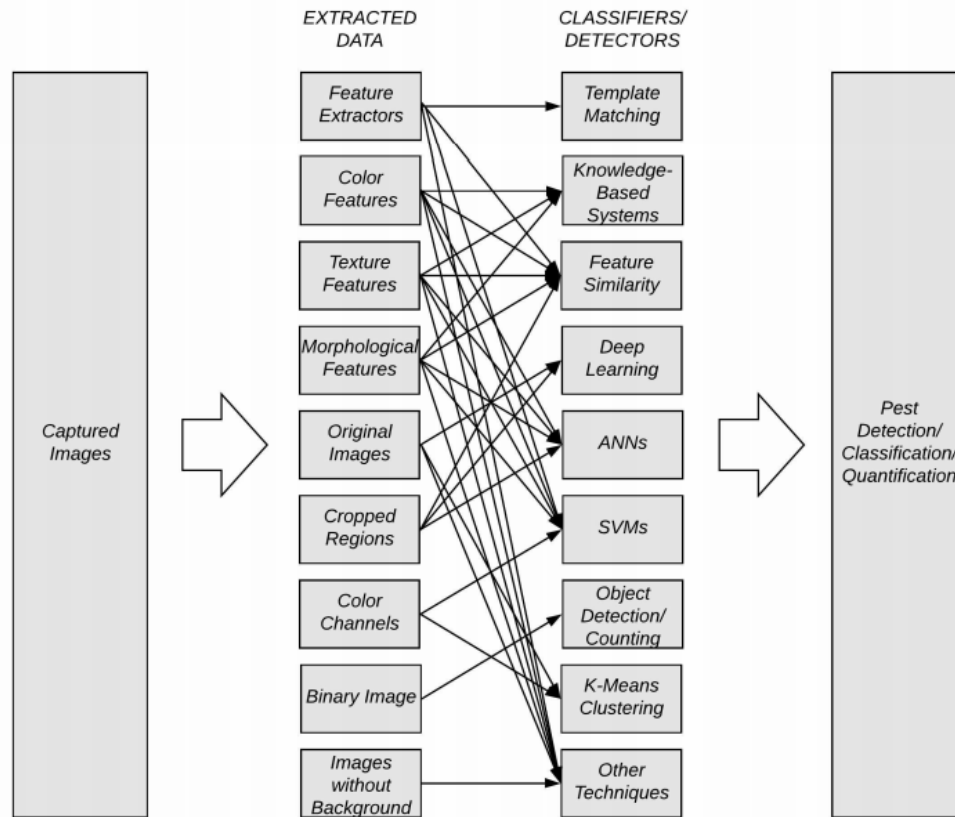 EXTRACTED
DATA
CLASSIFIERS/
DETECTORS
Captured
Images
Feature
Extractors
Color
Features
Texture
Features
Morphological
Features
Original
Images
Cropped
Regions
Color
Channels
Binary Image
Images
without
Background
Template
Matching
Knowledge-
Based
Systems
Feature
Similarity
Deep
Learning
ANNs
SVMs
Object
Detection/
Counting
K-Means
Clustering
Other
Techniques
Pest
Detection/
Classification/
Quantification